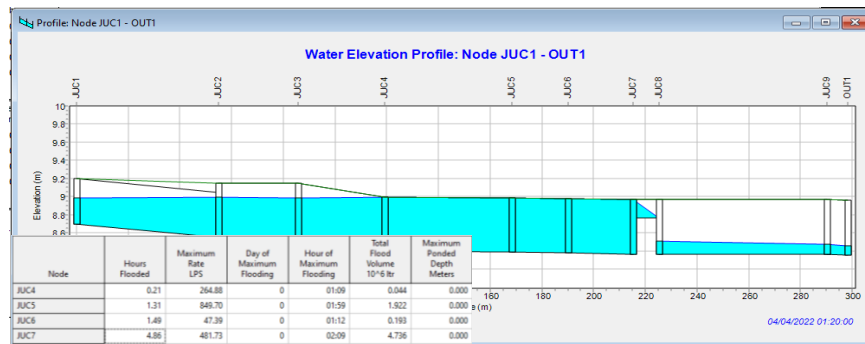 Profile: Node JUC1 - OUT1
Water Elevation Profile: Node JUC1 - OUT1
JUC1 JUC2 JUC3 JUC4 JUC5 JUC6 JUC7 JUC8 JUC9 OUT1
Elevation (m)
10
9.8
9.6
9.4
9.2
9
8.8
8.6
160 180 200 220 240 260 280 300
(m)
04/04/2022 01:20:00
Node Hours Flooded Maximum Rate LPS Day of Maximum Flooding Hour of Maximum Flooding Total Flood Volume 10^6 ltr Maximum Ponded Depth Meters
JUC4 0.21 264.88 0 01:09 0.044 0.000
JUC5 1.31 849.70 0 01:59 1.922 0.000
JUC6 1.49 47.39 0 01:12 0.193 0.000
JUC7 4.86 481.73 0 02:09 4.736 0.000